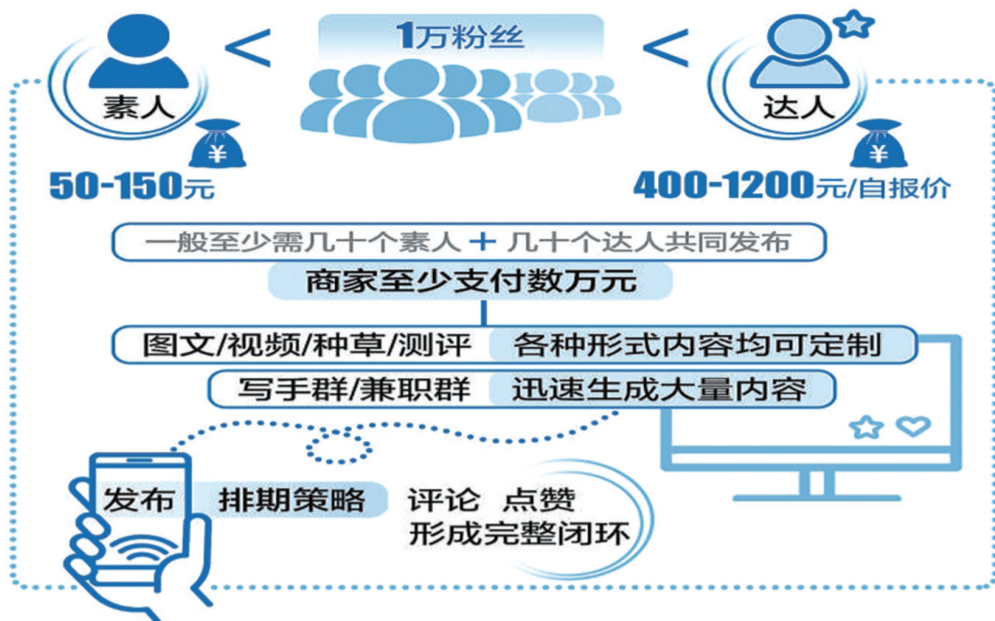 1万粉丝
素人 < < 达人
¥ ¥
50-150元 400-1200元/自报价
一般至少需几十个素人 + 几十个达人共同发布
商家至少支付数万元
图文/视频/种草/测评 各种形式内容均可定制
写手群/兼职群 迅速生成大量内容
发布 排期策略 评论 点赞
形成完整闭环